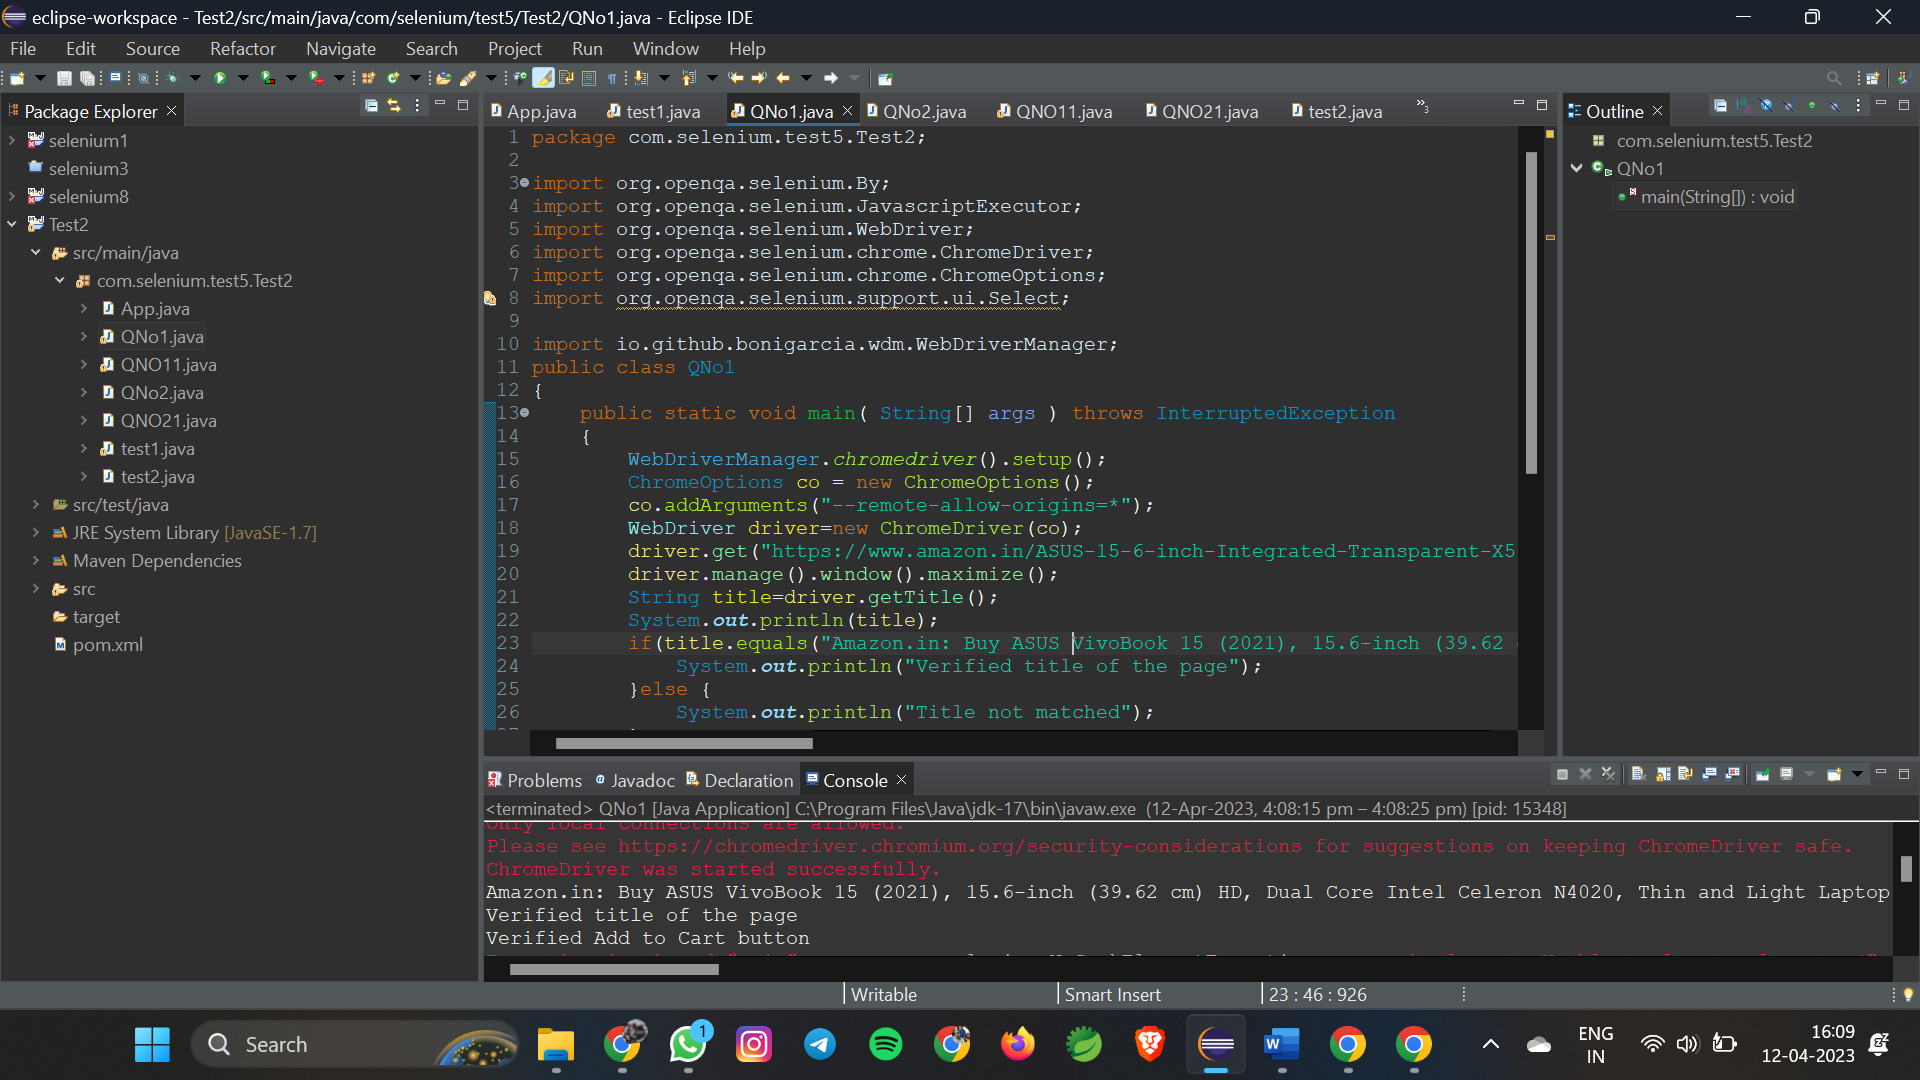 eclipse-workspace - Test2/src/main/java/com/selenium/test5/Test2/QNo1.java - Eclipse IDE
File Edit Source Refactor Navigate Search Project Run Window Help
Package Explorer
selenium1
selenium3
selenium8
Test2
src/main/java
com.selenium.test5.Test2
App.java
QNo1.java
QNO11.java
QNo2.java
QNO21.java
test1.java
test2.java
src/test/java
JRE System Library [JavaSE-1.7]
Maven Dependencies
src
target
pom.xml
App.java test1.java QNo1.java QNo2.java QNO11.java QNO21.java test2.java »3
1 package com.selenium.test5.Test2;
2
3 import org.openqa.selenium.By;
4 import org.openqa.selenium.JavascriptExecutor;
5 import org.openqa.selenium.WebDriver;
6 import org.openqa.selenium.chrome.ChromeDriver;
7 import org.openqa.selenium.chrome.ChromeOptions;
8 import org.openqa.selenium.support.ui.Select;
9
10 import io.github.bonigarcia.wdm.WebDriverManager;
11 public class QNo1
12 {
13 public static void main( String[] args ) throws InterruptedException
14 {
15 WebDriverManager.chromedriver().setup();
16 ChromeOptions co = new ChromeOptions();
17 co.addArguments("--remote-allow-origins=*");
18 WebDriver driver=new ChromeDriver(co);
19 driver.get("https://www.amazon.in/ASUS-15-6-inch-Integrated-Transparent-X5
20 driver.manage().window().maximize();
21 String title=driver.getTitle();
22 System.out.println(title);
23 if(title.equals("Amazon.in: Buy ASUS VivoBook 15 (2021), 15.6-inch (39.62
24 System.out.println("Verified title of the page");
25 }else {
26 System.out.println("Title not matched");
Outline
com.selenium.test5.Test2
QNo1
main(String[]) : void
Problems Javadoc Declaration Console
<terminated> QNo1 [Java Application] C:\Program Files\Java\jdk-17\bin\javaw.exe (12-Apr-2023, 4:08:15 pm – 4:08:25 pm) [pid: 15348]
Only local connections are allowed.
Please see https://chromedriver.chromium.org/security-considerations for suggestions on keeping ChromeDriver safe.
ChromeDriver was started successfully.
Amazon.in: Buy ASUS VivoBook 15 (2021), 15.6-inch (39.62 cm) HD, Dual Core Intel Celeron N4020, Thin and Light Laptop
Verified title of the page
Verified Add to Cart button
Writable Smart Insert 23 : 46 : 926
Search
1
ENG
IN
16:09
12-04-2023